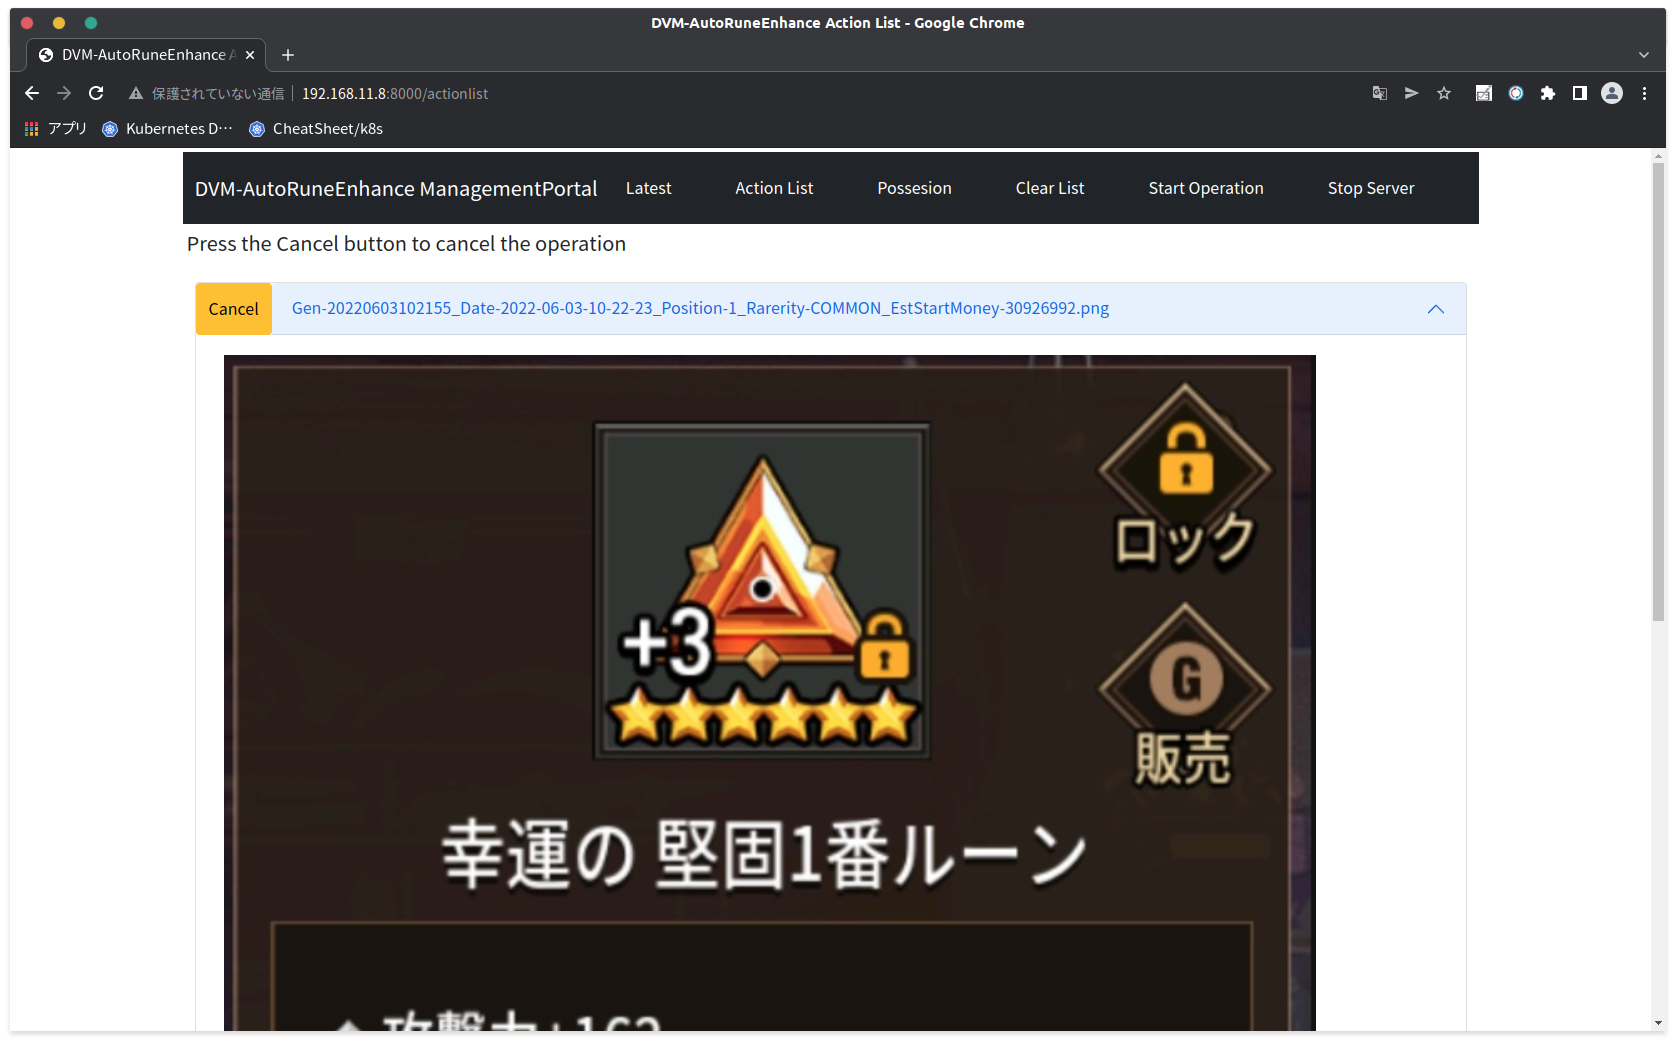 DVM-AutoRuneEnhance Action List - Google Chrome
DVM-AutoRuneEnhance A
保護されていない通信 192.168.11.8:8000/actionlist
アプリ Kubernetes D… CheatSheet/k8s
DVM-AutoRuneEnhance ManagementPortal Latest Action List Possesion Clear List Start Operation Stop Server
Press the Cancel button to cancel the operation
Cancel Gen-20220603102155_Date-2022-06-03-10-22-23_Position-1_Rarerity-COMMON_EstStartMoney-30926992.png
ロック
+3
G
販売
幸運の 堅固1番ルーン
攻撃力+162